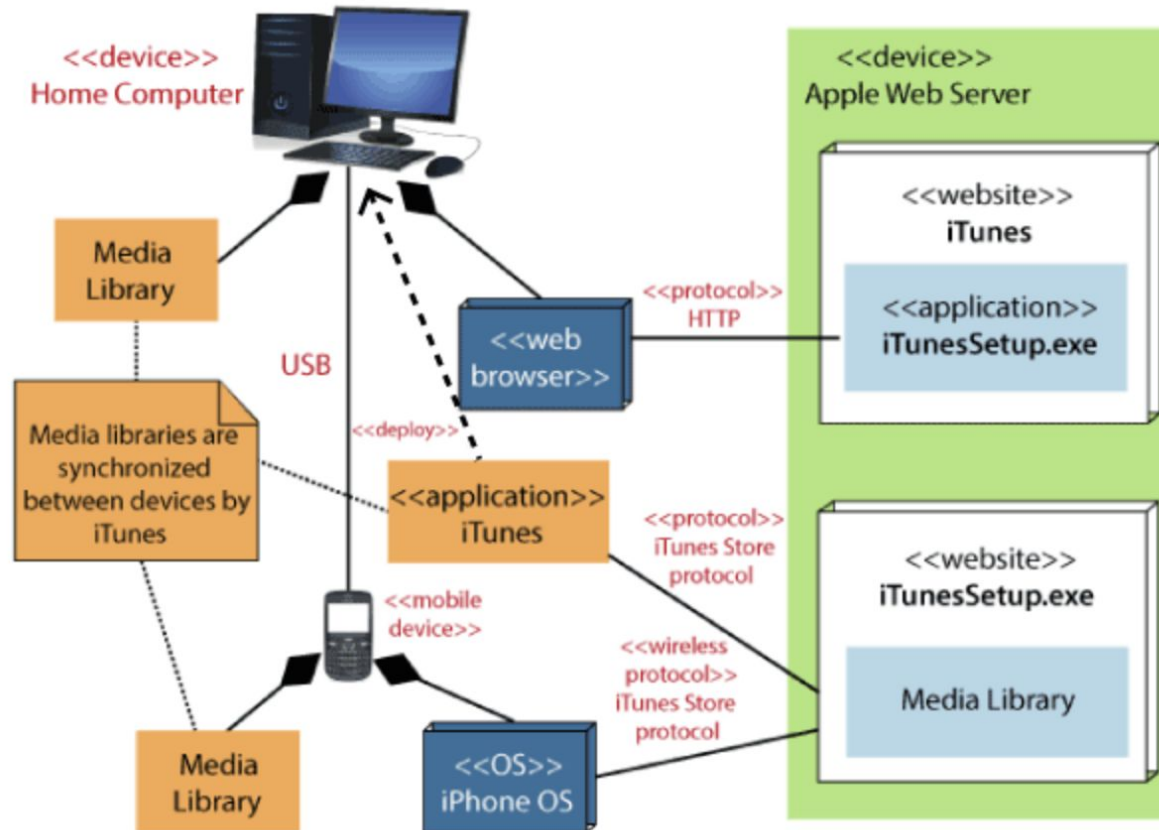 <<device>>
Home Computer
<<device>>
Apple Web Server
<<website>>
iTunes
<<application>>
iTunesSetup.exe
Media
Library
<<protocol>>
HTTP
<<web
browser>>
USB
<<deploy>>
Media libraries are
synchronized
between devices by
iTunes
<<application>>
iTunes
<<protocol>>
iTunes Store
protocol
<<website>>
iTunesSetup.exe
Media Library
<<mobile
device>>
<<wireless
protocol>>
iTunes Store
protocol
Media
Library
<<OS>>
iPhone OS